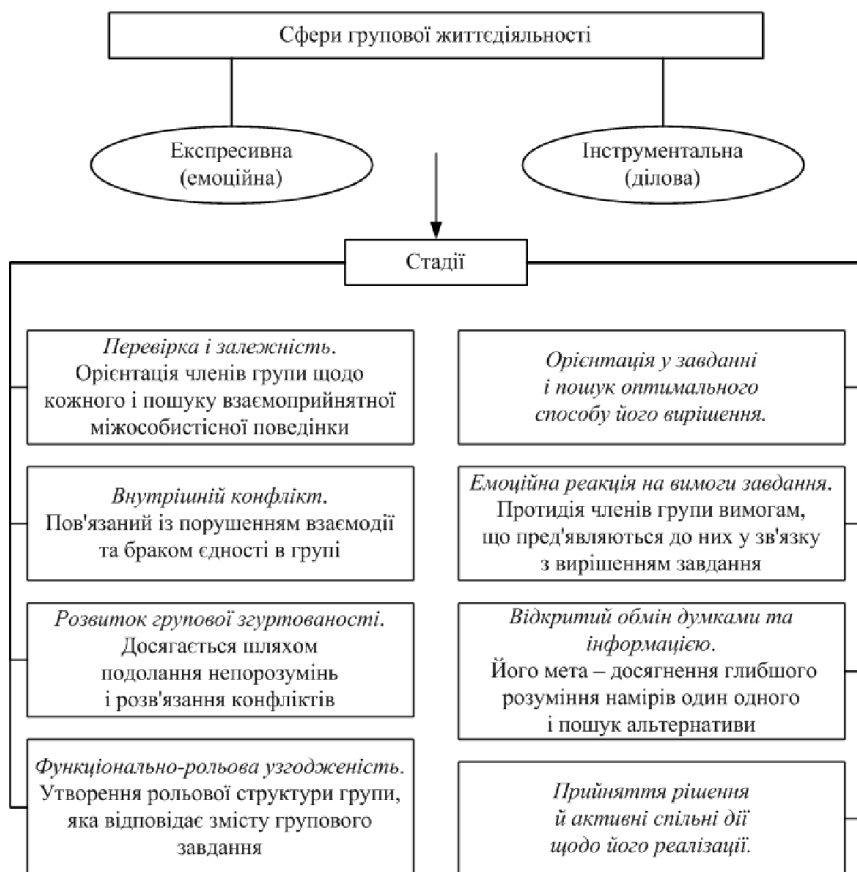 Сфери групової життєдіяльності
Експресивна
(емоційна)
Інструментальна
(ділова)
Стадії
Перевірка і залежність.
Орієнтація членів групи щодо
кожного і пошуку взаємоприйнятної
міжособистісної поведінки
Орієнтація у завданні
і пошук оптимального
способу його вирішення.
Внутрішній конфлікт.
Пов'язаний із порушенням взаємодії
та браком єдності в групі
Емоційна реакція на вимоги завдання.
Протидія членів групи вимогам,
що пред'являються до них у зв'язку
з вирішенням завдання
Розвиток групової згуртованості.
Досягається шляхом
подолання непорозумінь
і розв'язання конфліктів
Відкритий обмін думками та
інформацією.
Його мета – досягнення глибшого
розуміння намірів один одного
і пошук альтернативи
Функціонально-рольова узгодженість.
Утворення рольової структури групи,
яка відповідає змісту групового
завдання
Прийняття рішення
й активні спільні дії
щодо його реалізації.